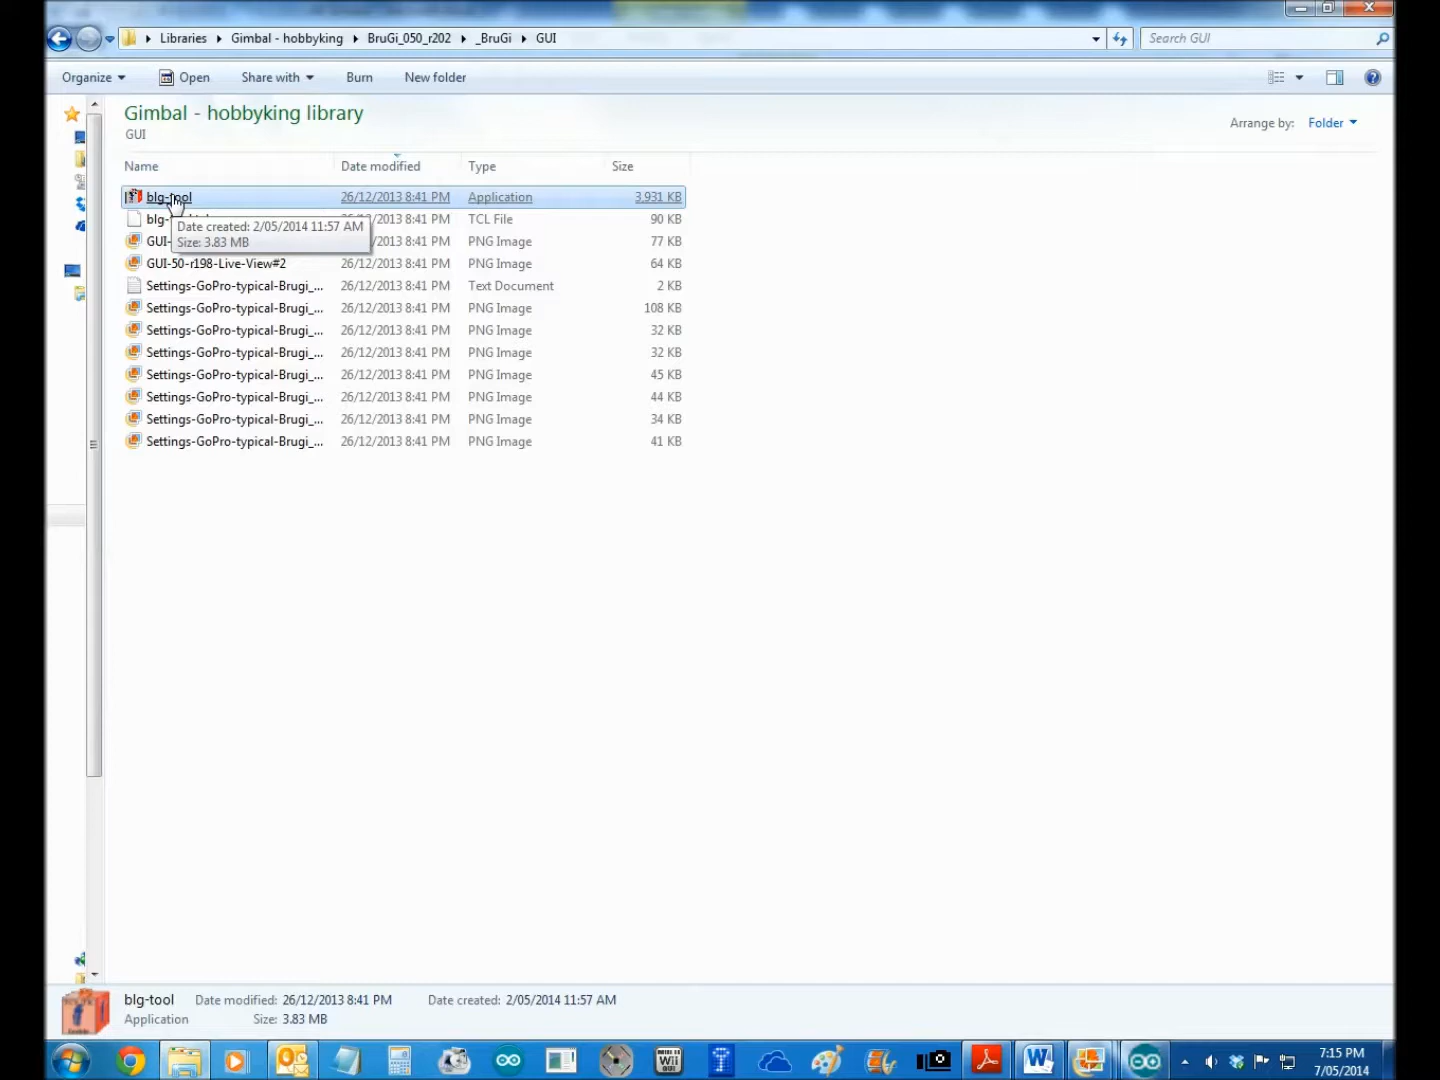 Libraries Gimbal - hobbyking BruGi_050_r202 _BruGi GUI
Search GUI
Organize Open Share with Burn New folder
Gimbal - hobbyking library
GUI
Arrange by: Folder
Name Date modified Type Size
blg-tool 26/12/2013 8:41 PM Application 3,931 KB
blg- 26/12/2013 8:41 PM TCL File 90 KB
Date created: 2/05/2014 11:57 AM
Size: 3.83 MB
GUI- 26/12/2013 8:41 PM PNG Image 77 KB
GUI-50-r198-Live-View#2 26/12/2013 8:41 PM PNG Image 64 KB
Settings-GoPro-typical-Brugi_... 26/12/2013 8:41 PM Text Document 2 KB
Settings-GoPro-typical-Brugi_... 26/12/2013 8:41 PM PNG Image 108 KB
Settings-GoPro-typical-Brugi_... 26/12/2013 8:41 PM PNG Image 32 KB
Settings-GoPro-typical-Brugi_... 26/12/2013 8:41 PM PNG Image 32 KB
Settings-GoPro-typical-Brugi_... 26/12/2013 8:41 PM PNG Image 45 KB
Settings-GoPro-typical-Brugi_... 26/12/2013 8:41 PM PNG Image 44 KB
Settings-GoPro-typical-Brugi_... 26/12/2013 8:41 PM PNG Image 34 KB
Settings-GoPro-typical-Brugi_... 26/12/2013 8:41 PM PNG Image 41 KB
blg-tool Date modified: 26/12/2013 8:41 PM Date created: 2/05/2014 11:57 AM
Application Size: 3.83 MB
7:15 PM
7/05/2014